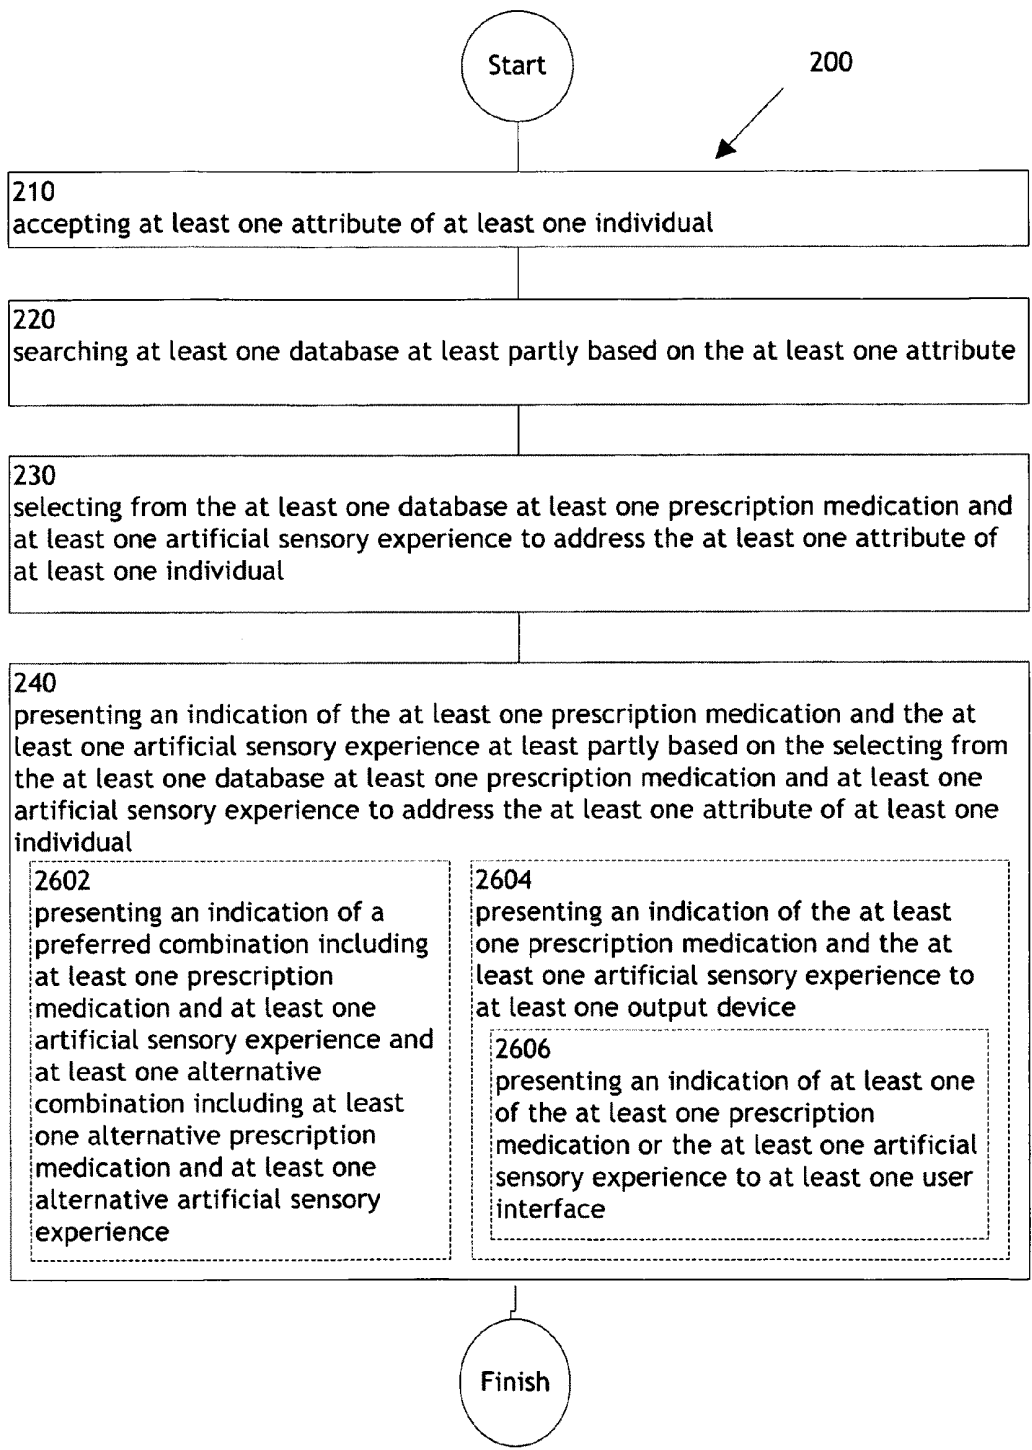 Start
200
210
accepting at least one attribute of at least one individual
220
searching at least one database at least partly based on the at least one attribute
230
selecting from the at least one database at least one prescription medication and
at least one artificial sensory experience to address the at least one attribute of
at least one individual
240
presenting an indication of the at least one prescription medication and the at
least one artificial sensory experience at least partly based on the selecting from
the at least one database at least one prescription medication and at least one
artificial sensory experience to address the at least one attribute of at least one
individual
2602
presenting an indication of a
preferred combination including
at least one prescription
medication and at least one
artificial sensory experience and
at least one alternative
combination including at least
one alternative prescription
medication and at least one
alternative artificial sensory
experience
2604
presenting an indication of the at least
one prescription medication and the at
least one artificial sensory experience to
at least one output device
2606
presenting an indication of at least one
of the at least one prescription
medication or the at least one artificial
sensory experience to at least one user
interface
Finish